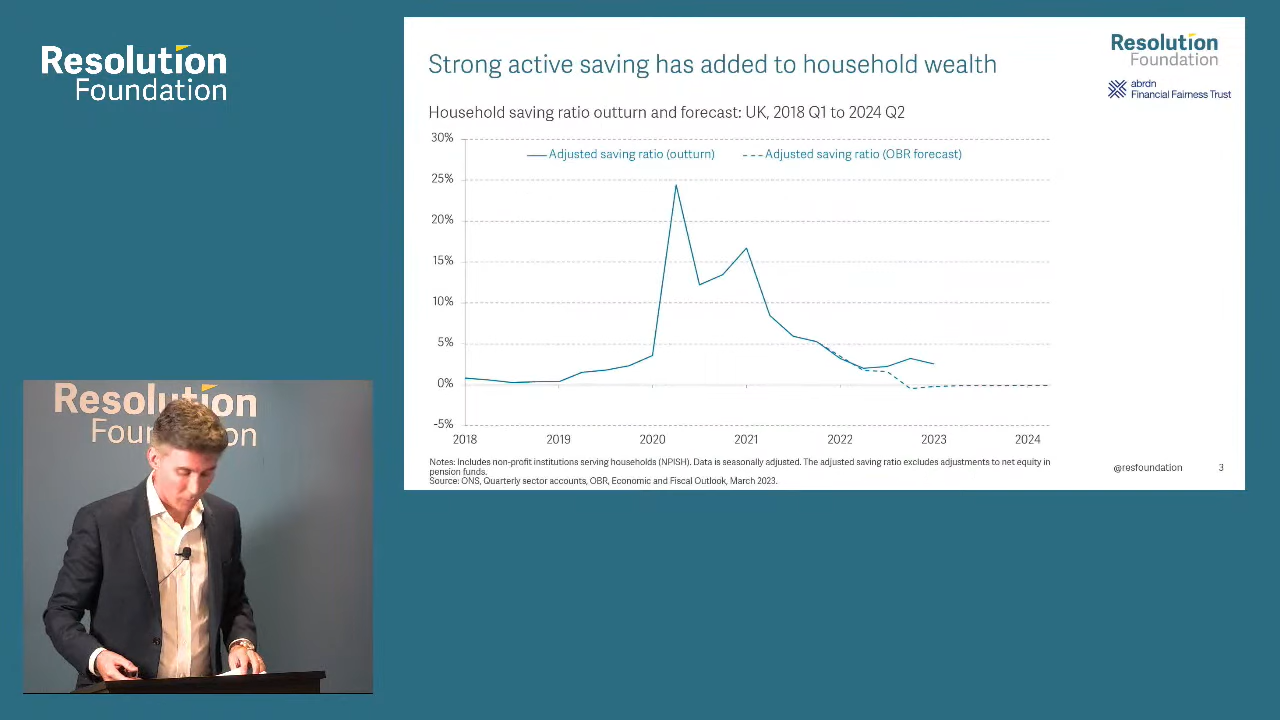 Resolution
Foundation
Strong active saving has added to household wealth
Resolution
Foundation
abrdn
Financial Fairness Trust
Household saving ratio outturn and forecast: UK, 2018 Q1 to 2024 Q2
30%
Adjusted saving ratio (outturn)
Adjusted saving ratio (OBR forecast)
25%
20%
15%
10%
5%
0%
-5%
2018 2019 2020 2021 2022 2023 2024
Notes: Includes non-profit institutions serving households (NPISH). Data is seasonally adjusted. The adjusted saving ratio excludes adjustments to net equity in
pension funds.
Source: ONS, Quarterly sector accounts, OBR, Economic and Fiscal Outlook, March 2023.
@resfoundation 3
Resolution
Foundation